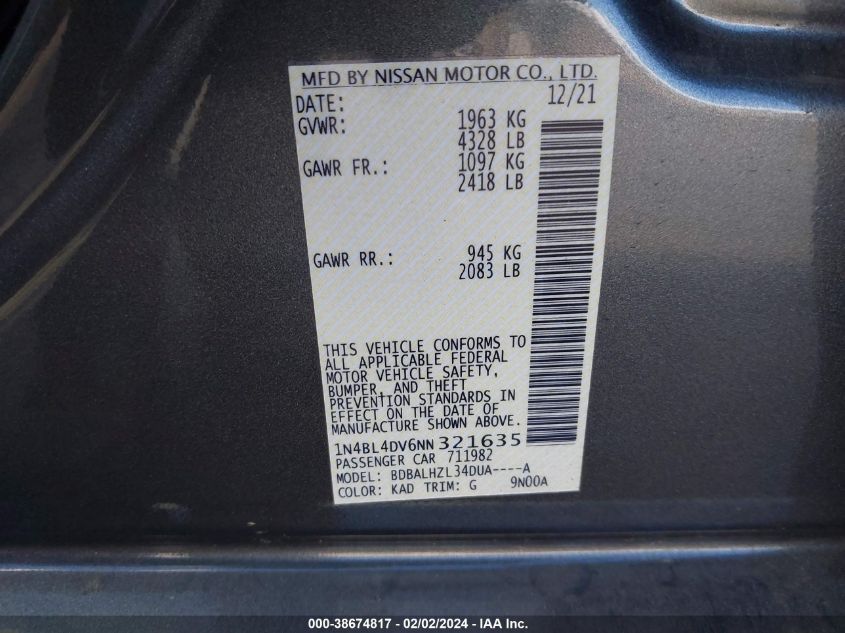 MFD BY NISSAN MOTOR CO., LTD.
DATE: 12/21
GVWR: 1963 KG
4328 LB
GAWR FR.: 1097 KG
2418 LB
GAWR RR.: 945 KG
2083 LB
THIS VEHICLE CONFORMS TO
ALL APPLICABLE FEDERAL
MOTOR VEHICLE SAFETY,
BUMPER, AND THEFT
PREVENTION STANDARDS IN
EFFECT ON THE DATE OF
MANUFACTURE SHOWN ABOVE.
1N4BL4DV6NN321635
PASSENGER CAR 711982
MODEL: BDBALHZL34DUA----A
COLOR: KAD TRIM: G 9N00A
000-38674817 - 02/02/2024 - IAA Inc.